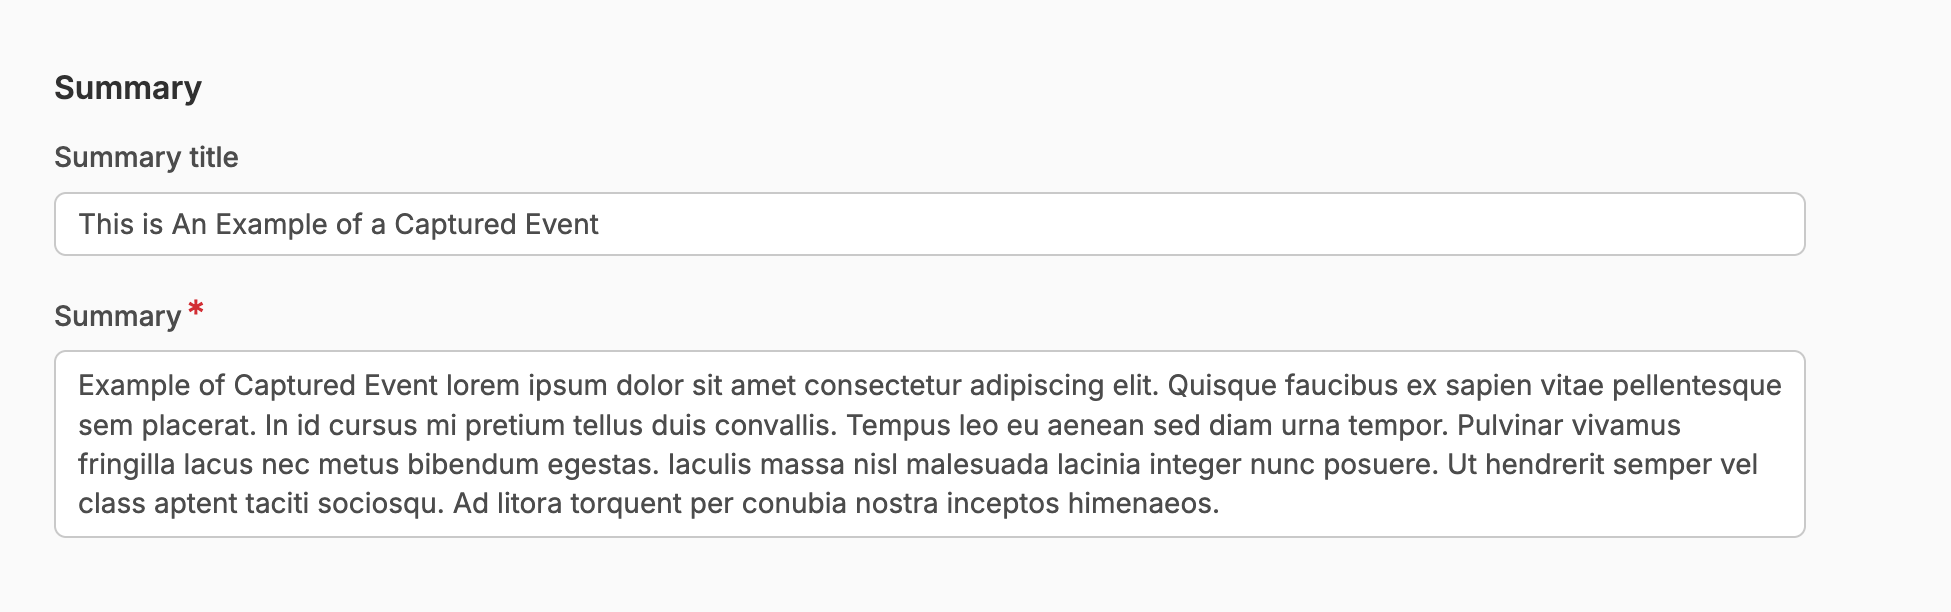 Summary
Summary title
This is An Example of a Captured Event
Summary*
Example of Captured Event lorem ipsum dolor sit amet consectetur adipiscing elit. Quisque faucibus ex sapien vitae pellentesque
sem placerat. In id cursus mi pretium tellus duis convallis. Tempus leo eu aenean sed diam urna tempor. Pulvinar vivamus
fringilla lacus nec metus bibendum egestas. Iaculis massa nisl malesuada lacinia integer nunc posuere. Ut hendrerit semper vel
class aptent taciti sociosqu. Ad litora torquent per conubia nostra inceptos himenaeos.